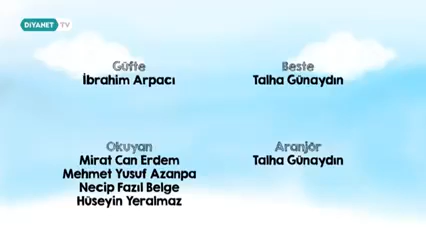 DİYANET TV
Güfte
İbrahim Arpacı
Beste
Talha Günaydın
Okuyan
Mirat Can Erdem
Mehmet Yusuf Azanpa
Necip Fazıl Belge
Hüseyin Yeralmaz
Aranjör
Talha Günaydın